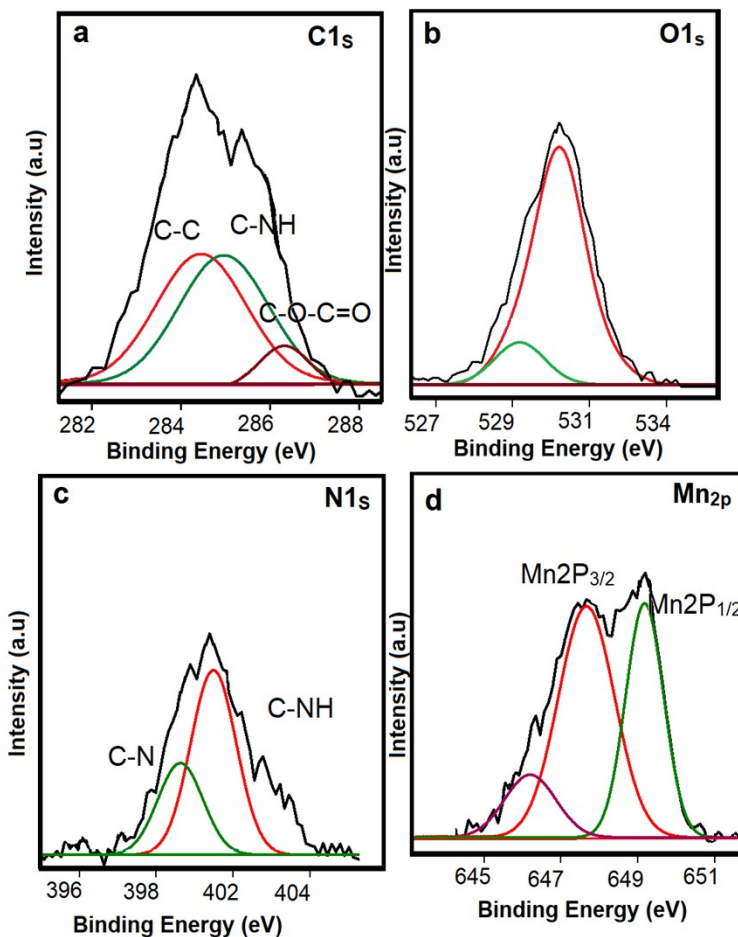 a
C1s
C-C
C-NH
C-O-C=O
Intensity (a.u)
282 284 286 288
Binding Energy (eV)
b
O1s
Intensity (a.u)
527 529 531 534
Binding Energy (eV)
c
N1s
C-N
C-NH
Intensity (a.u)
396 398 402 404
Binding Energy (eV)
d
Mn2p
Mn2P3/2
Mn2P1/2
Intensity (a.u)
645 647 649 651
Binding Energy (eV)